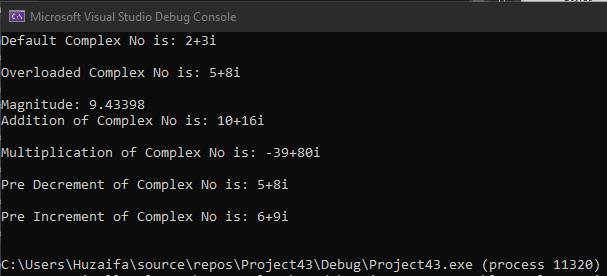 Microsoft Visual Studio Debug Console
Default Complex No is: 2+3i
Overloaded Complex No is: 5+8i
Magnitude: 9.43398
Addition of Complex No is: 10+16i
Multiplication of Complex No is: -39+80i
Pre Decrement of Complex No is: 5+8i
Pre Increment of Complex No is: 6+9i
C:\Users\Huzaifa\source\repos\Project43\Debug\Project43.exe (process 11320)